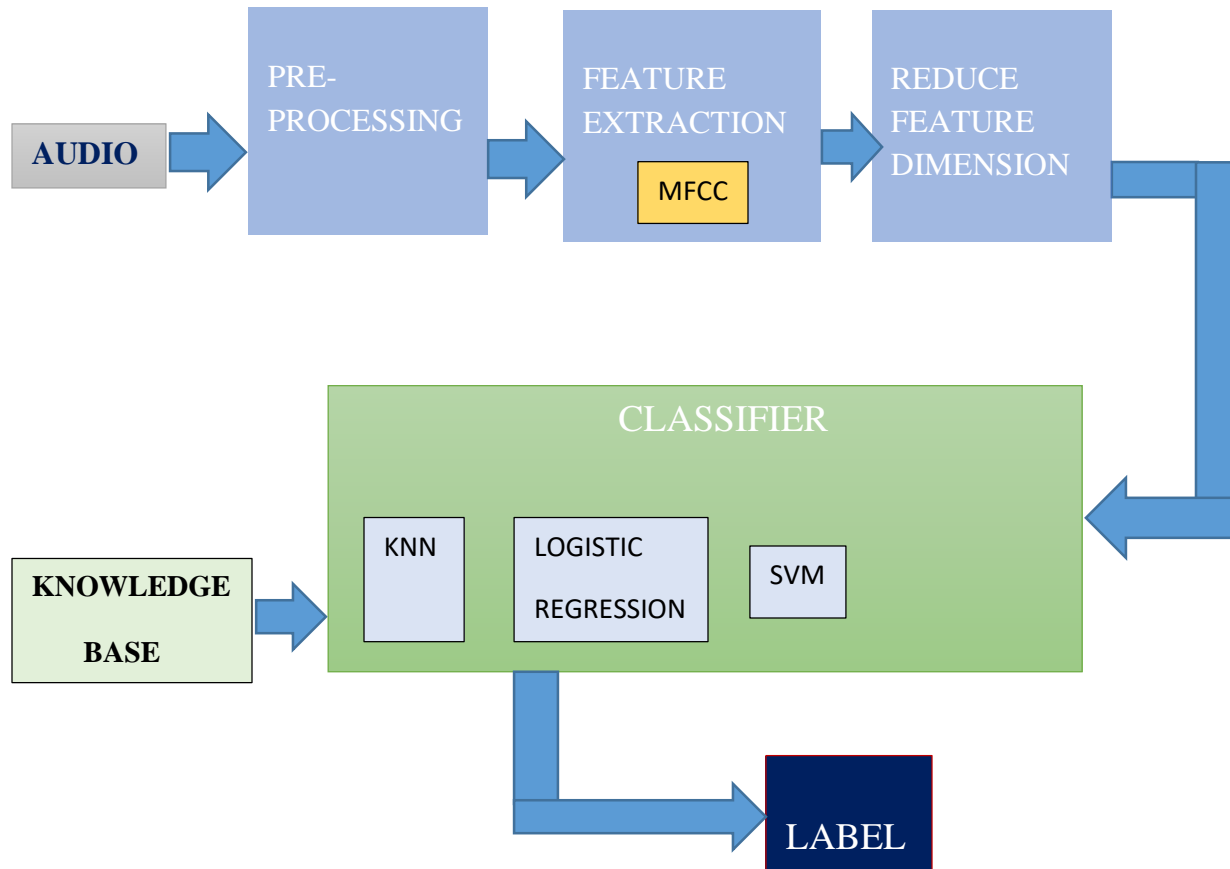 AUDIO
PRE-
PROCESSING
FEATURE
EXTRACTION
MFCC
REDUCE
FEATURE
DIMENSION
CLASSIFIER
KNN
LOGISTIC
REGRESSION
SVM
KNOWLEDGE
BASE
LABEL